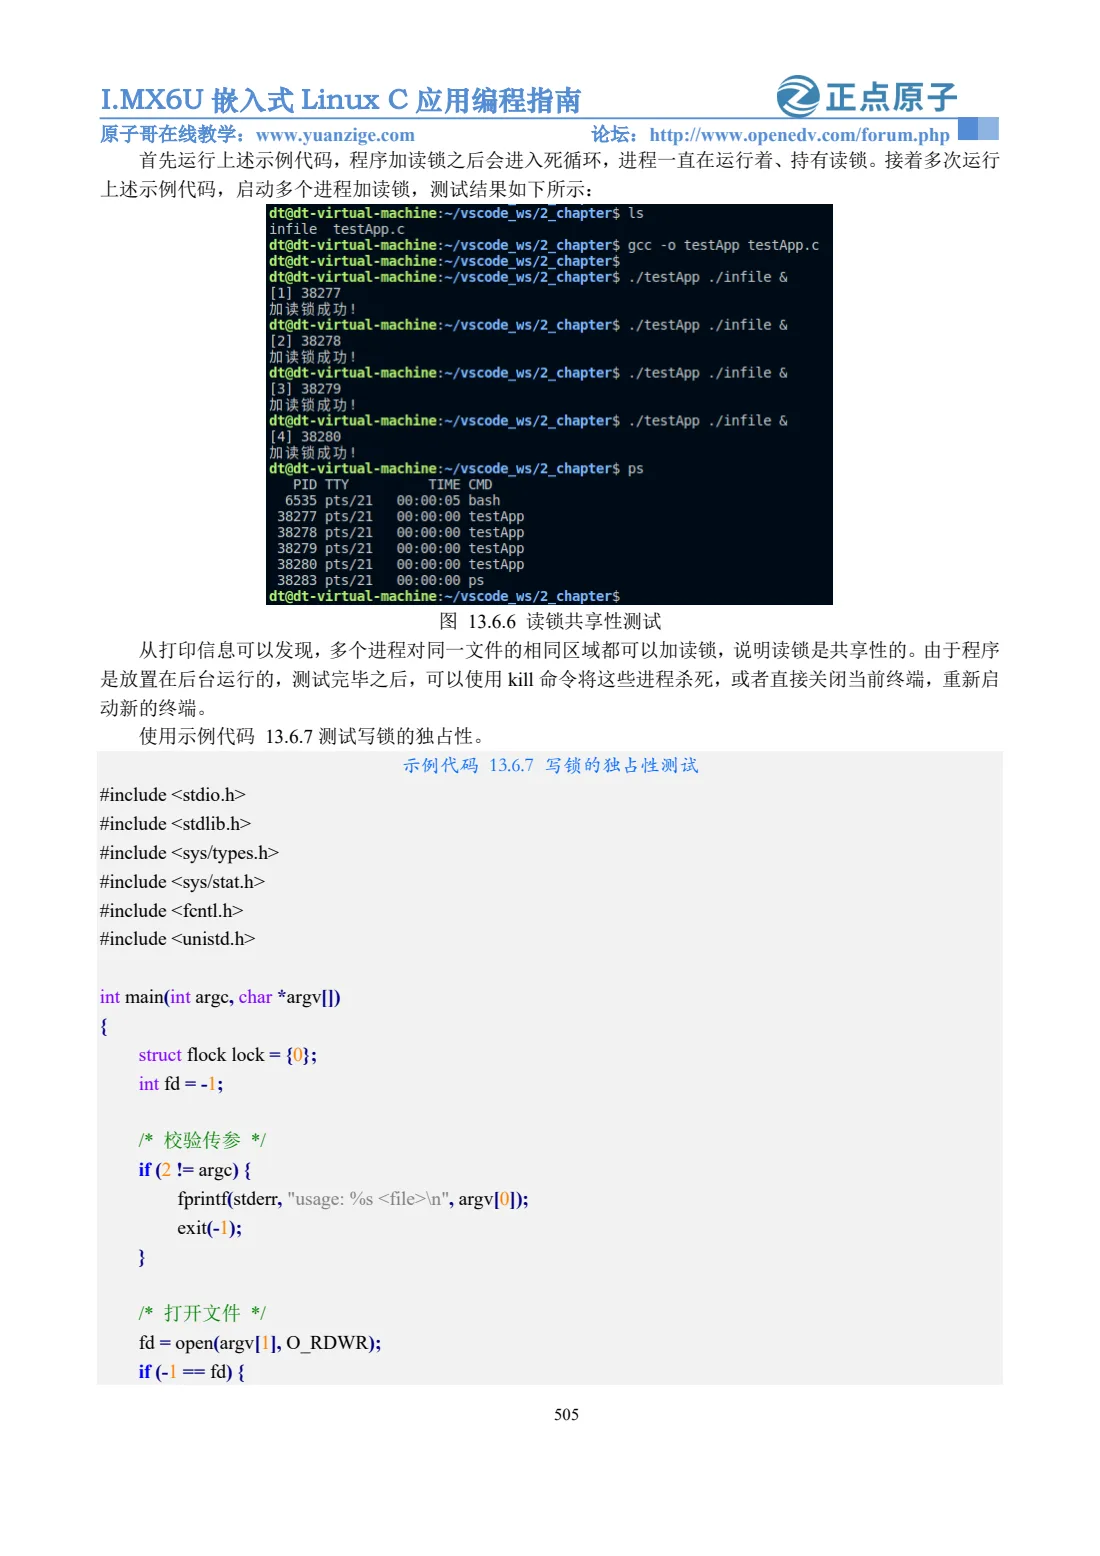 I.MX6U 嵌入式 Linux C 应用编程指南
正点原子
原子哥在线教学：www.yuanzige.com 论坛：http://www.openedv.com/forum.php
首先运行上述示例代码，程序加读锁之后会进入死循环，进程一直在运行着、持有读锁。接着多次运行
上述示例代码，启动多个进程加读锁，测试结果如下所示：
dt@dt-virtual-machine:~/vscode_ws/2_chapter$ ls
infile  testApp.c
dt@dt-virtual-machine:~/vscode_ws/2_chapter$ gcc -o testApp testApp.c
dt@dt-virtual-machine:~/vscode_ws/2_chapter$
dt@dt-virtual-machine:~/vscode_ws/2_chapter$ ./testApp ./infile &
[1] 38277
加读锁成功!
dt@dt-virtual-machine:~/vscode_ws/2_chapter$ ./testApp ./infile &
[2] 38278
加读锁成功!
dt@dt-virtual-machine:~/vscode_ws/2_chapter$ ./testApp ./infile &
[3] 38279
加读锁成功!
dt@dt-virtual-machine:~/vscode_ws/2_chapter$ ./testApp ./infile &
[4] 38280
加读锁成功!
dt@dt-virtual-machine:~/vscode_ws/2_chapter$ ps
PID TTY          TIME CMD
6535 pts/21   00:00:05 bash
38277 pts/21   00:00:00 testApp
38278 pts/21   00:00:00 testApp
38279 pts/21   00:00:00 testApp
38280 pts/21   00:00:00 testApp
38283 pts/21   00:00:00 ps
dt@dt-virtual-machine:~/vscode_ws/2_chapter$
图 13.6.6 读锁共享性测试
从打印信息可以发现，多个进程对同一文件的相同区域都可以加读锁，说明读锁是共享性的。由于程序
是放置在后台运行的，测试完毕之后，可以使用 kill 命令将这些进程杀死，或者直接关闭当前终端，重新启
动新的终端。
使用示例代码 13.6.7 测试写锁的独占性。
示例代码 13.6.7 写锁的独占性测试
#include <stdio.h>
#include <stdlib.h>
#include <sys/types.h>
#include <sys/stat.h>
#include <fcntl.h>
#include <unistd.h>
int main(int argc, char *argv[])
{
struct flock lock = {0};
int fd = -1;
/* 校验传参 */
if (2 != argc) {
fprintf(stderr, "usage: %s <file>\n", argv[0]);
exit(-1);
}
/* 打开文件 */
fd = open(argv[1], O_RDWR);
if (-1 == fd) {
505